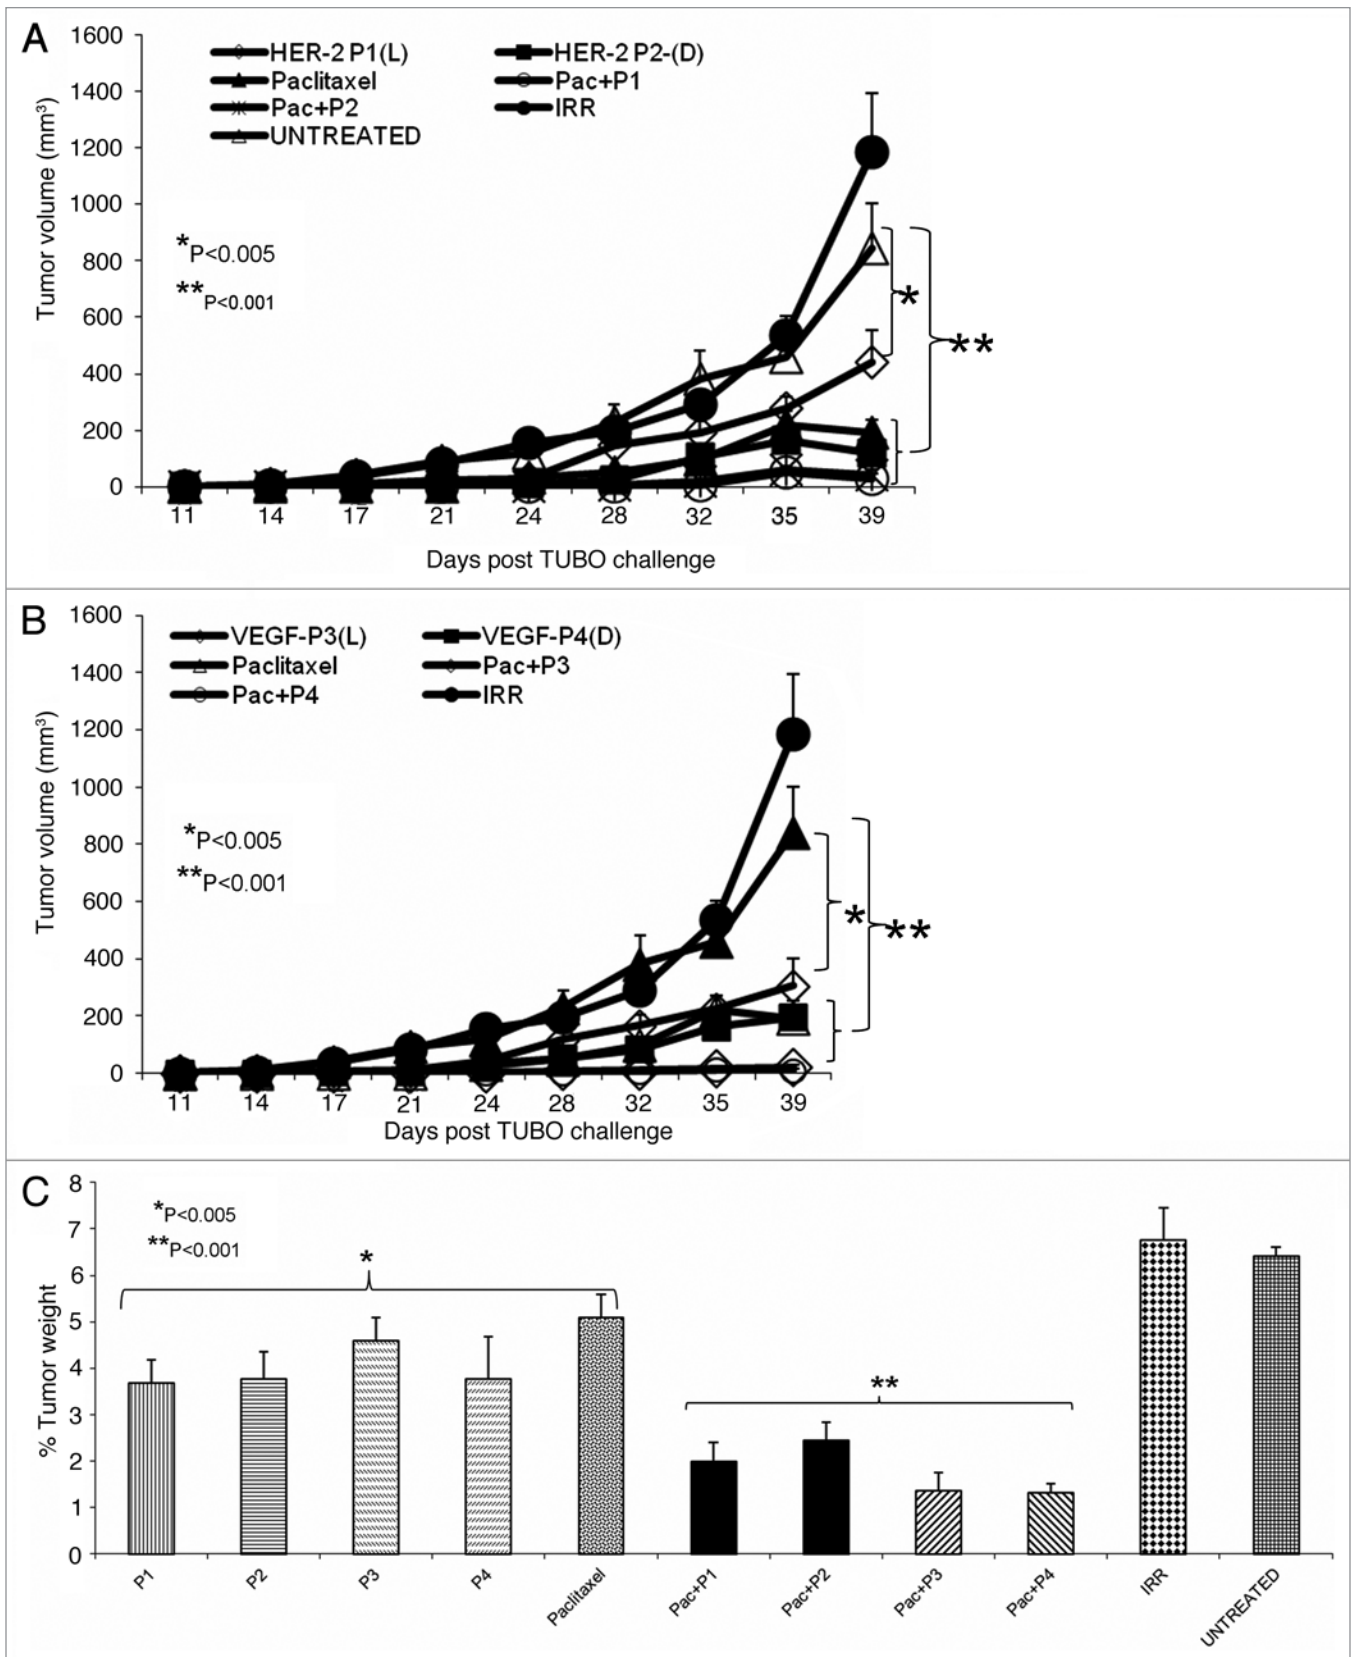 A
1600
1400
1200
1000
800
600
400
200
0
Tumor volume (mm³)
HER-2 P1(L) HER-2 P2-(D)
Paclitaxel Pac+P1
Pac+P2 IRR
UNTREATED
*P<0.005
**P<0.001
*
**
11 14 17 21 24 28 32 35 39
Days post TUBO challenge
B
1600
1400
1200
1000
800
600
400
200
0
Tumor volume (mm³)
VEGF-P3(L) VEGF-P4(D)
Paclitaxel Pac+P3
Pac+P4 IRR
*P<0.005
**P<0.001
*
**
11 14 17 21 24 28 32 35 39
Days post TUBO challenge
C
8
7
6
5
4
3
2
1
0
% Tumor weight
*P<0.005
**P<0.001
*
**
P1 P2 P3 P4 Paclitaxel Pac+P1 Pac+P2 Pac+P3 Pac+P4 IRR UNTREATED